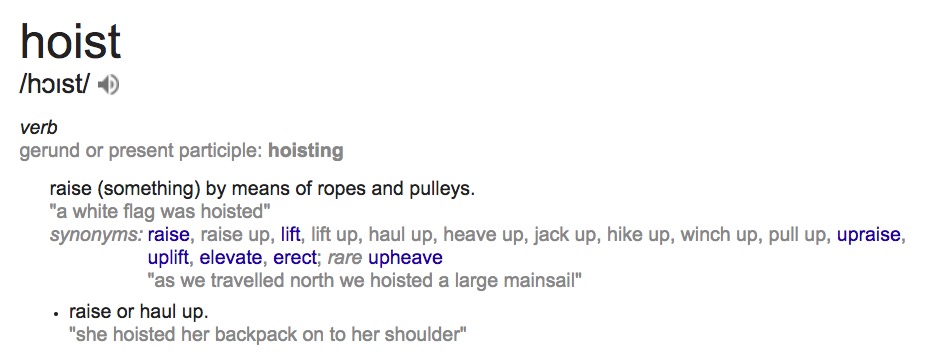 hoist
/hɔɪst/
verb
gerund or present participle: hoisting
raise (something) by means of ropes and pulleys.
"a white flag was hoisted"
synonyms: raise, raise up, lift, lift up, haul up, heave up, jack up, hike up, winch up, pull up, upraise,
uplift, elevate, erect; rare upheave
"as we travelled north we hoisted a large mainsail"
• raise or haul up.
"she hoisted her backpack on to her shoulder"